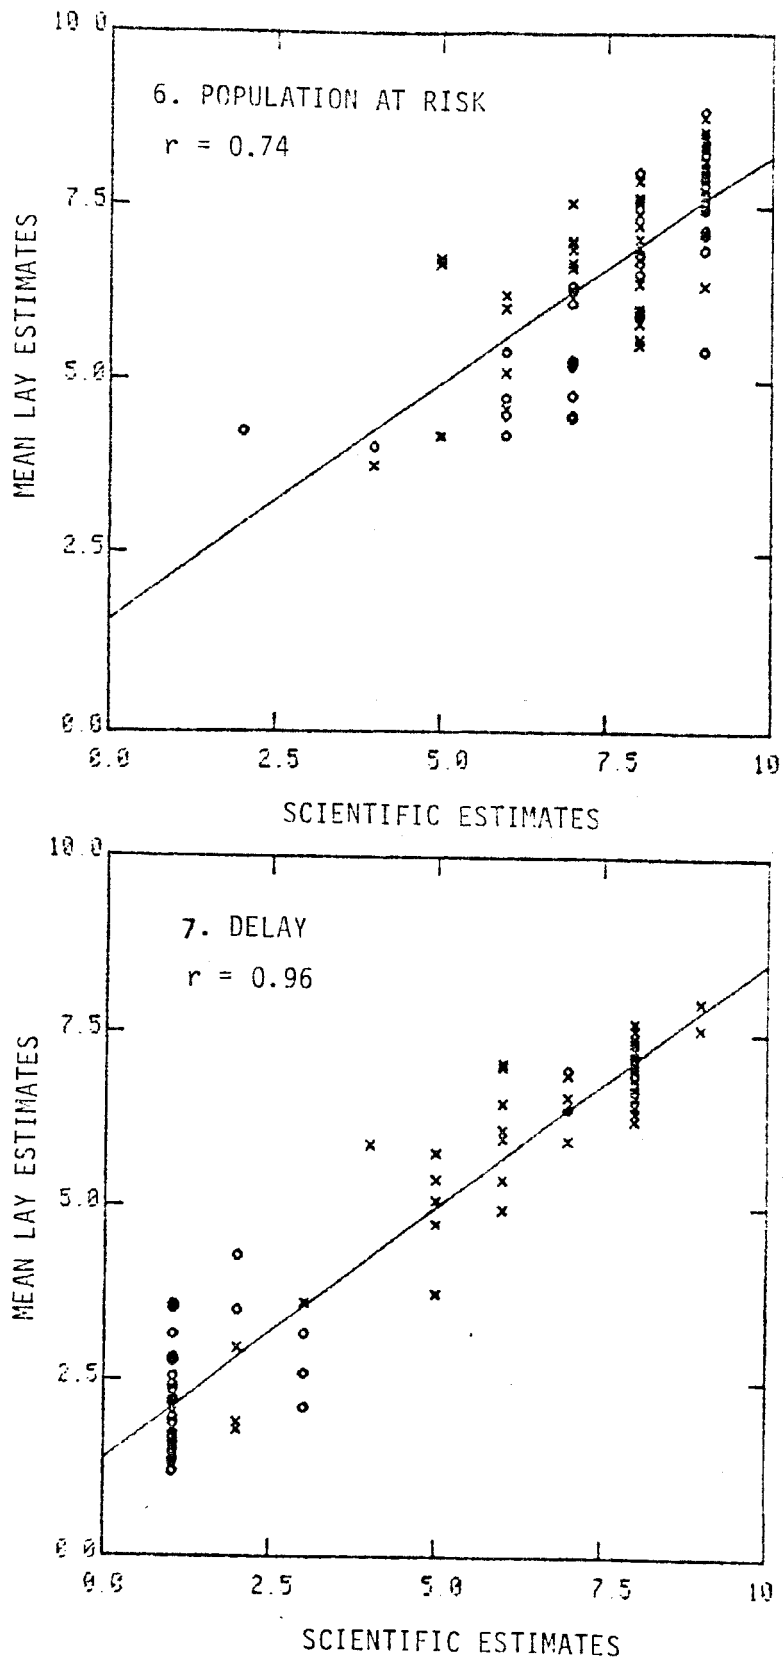 10.0
6. POPULATION AT RISK
r = 0.74
7.5
MEAN LAY ESTIMATES
5.0
2.5
0.0
0.0 2.5 5.0 7.5 10
SCIENTIFIC ESTIMATES
10.0
7. DELAY
r = 0.96
7.5
MEAN LAY ESTIMATES
5.0
2.5
0.0
0.0 2.5 5.0 7.5 10
SCIENTIFIC ESTIMATES